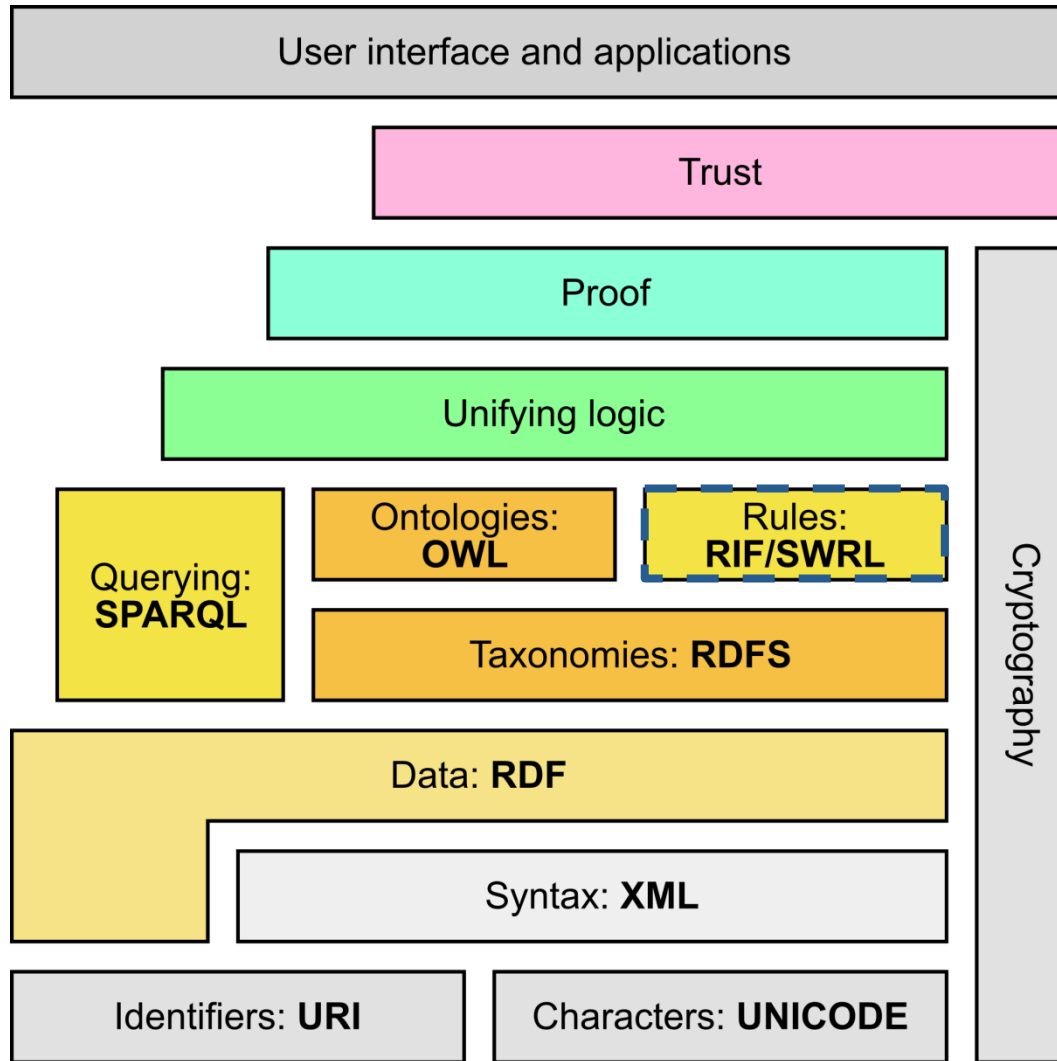 User interface and applications
Trust
Proof
Unifying logic
Ontologies:
OWL
Rules:
RIF/SWRL
Querying:
SPARQL
Taxonomies: RDFS
Cryptography
Data: RDF
Syntax: XML
Identifiers: URI
Characters: UNICODE